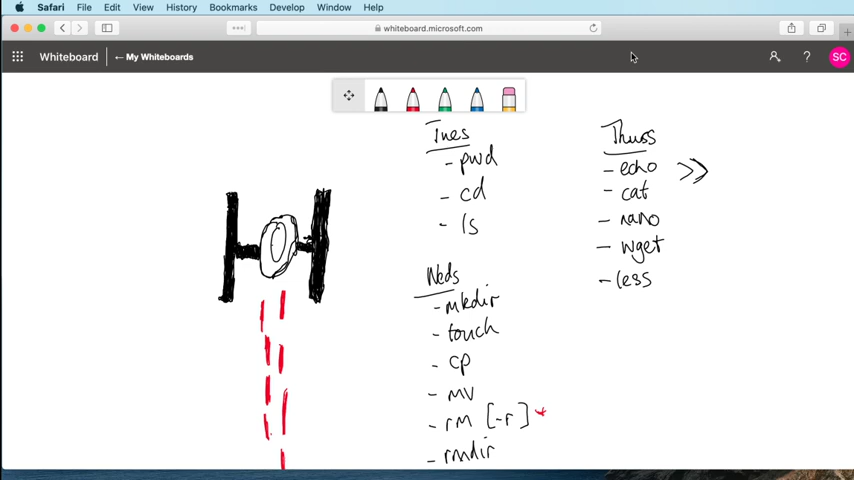 Safari File Edit View History Bookmarks Develop Window Help
whiteboard.microsoft.com
Whiteboard ← My Whiteboards ? SC
Tues
- pwd
- cd
- ls
Weds
- mkdir
- touch
- cp
- mv
- rm [-r] *
- rmdir
Thurs
- echo >>
- cat
- nano
- wget
- less